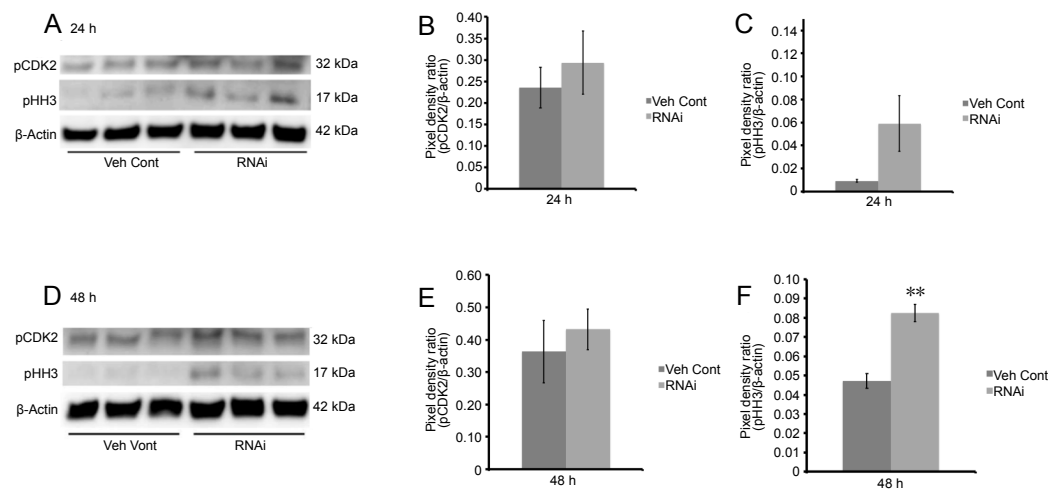 A 24 h
pCDK2 32 kDa
pHH3 17 kDa
β-Actin 42 kDa
Veh Cont RNAi
B
Pixel density ratio
(pCDK2/β-actin)
0.40
0.35
0.30
0.25
0.20
0.15
0.10
0.05
0
24 h
Veh Cont
RNAi
C
Pixel density ratio
(pHH3/β-actin)
0.14
0.12
0.10
0.08
0.06
0.04
0.02
0
24 h
Veh Cont
RNAi
D 48 h
pCDK2 32 kDa
pHH3 17 kDa
β-Actin 42 kDa
Veh Vont RNAi
E
Pixel density ratio
(pCDK2/β-actin)
0.60
0.50
0.40
0.30
0.20
0.10
0.00
48 h
Veh Cont
RNAi
F
Pixel density ratio
(pHH3/β-actin)
0.10
0.09
0.08
0.07
0.06
0.05
0.04
0.03
0.02
0.01
0
**
48 h
Veh Cont
RNAi